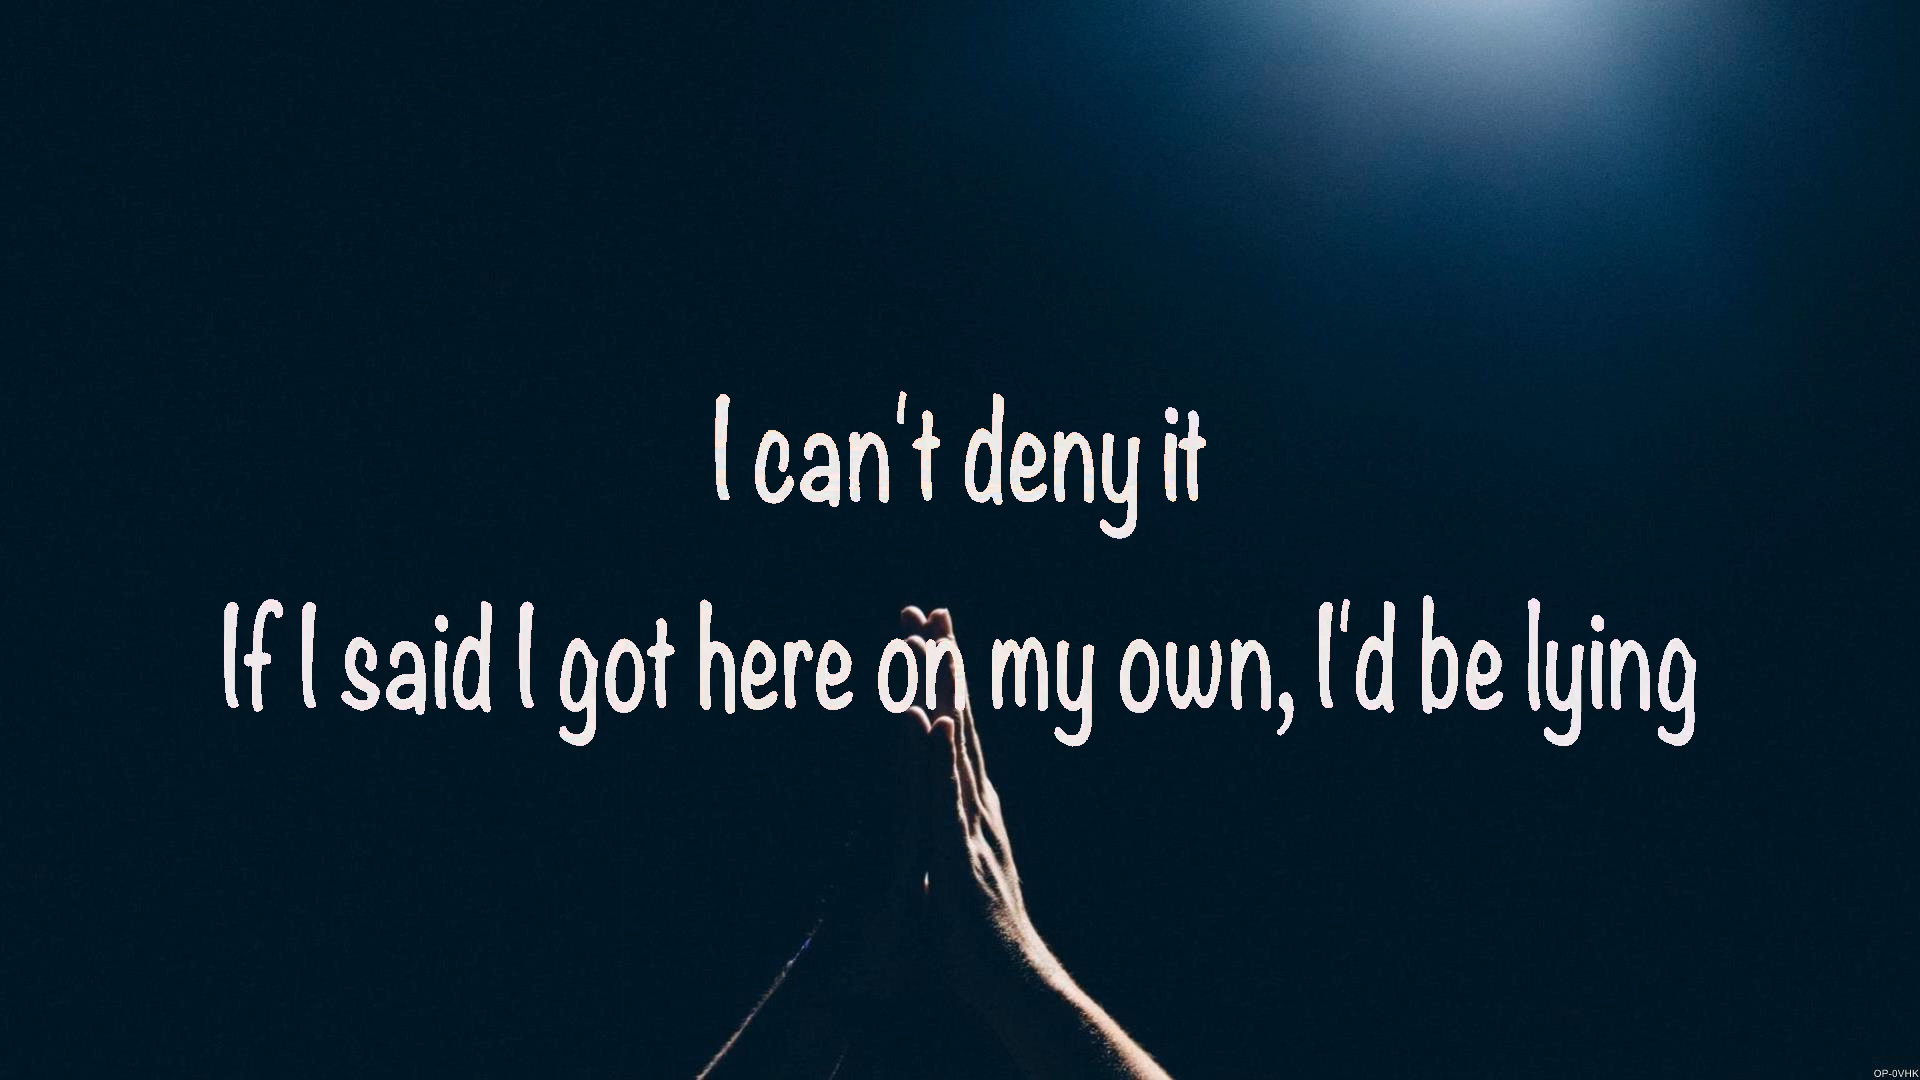 I can't deny it
If I said I got here on my own, I'd be lying
OP-0VHK